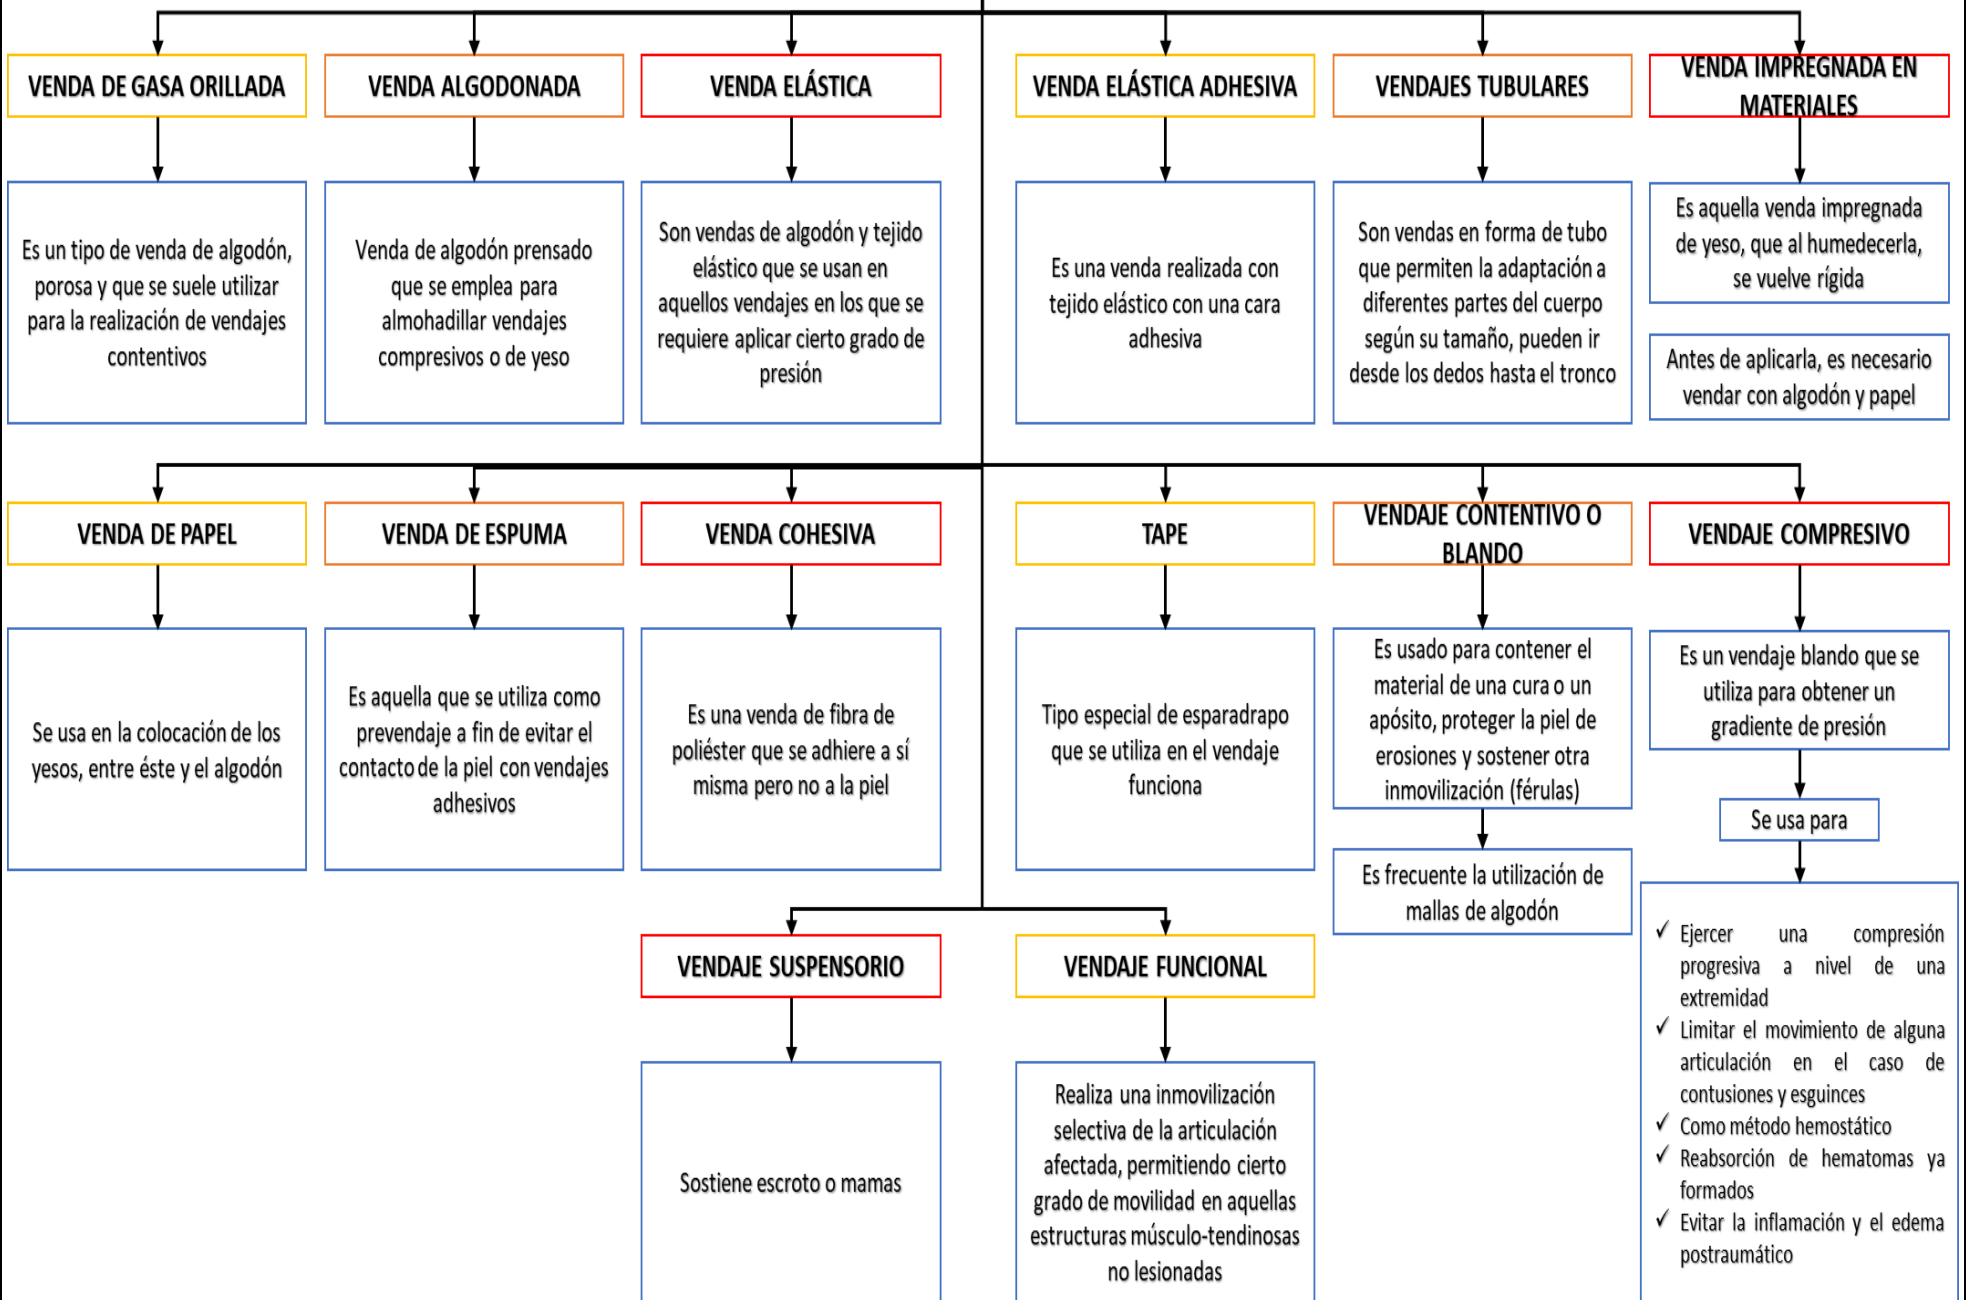 VENDA DE GASA ORILLADA
VENDA ALGODONADA
VENDA ELÁSTICA
VENDA ELÁSTICA ADHESIVA
VENDAJES TUBULARES
VENDA IMPREGNADA EN
MATERIALES
Es un tipo de venda de algodón,
porosa y que se suele utilizar
para la realización de vendajes
contentivos
Venda de algodón prensado
que se emplea para
almohadillar vendajes
compresivos o de yeso
Son vendas de algodón y tejido
elástico que se usan en
aquellos vendajes en los que se
requiere aplicar cierto grado de
presión
Es una venda realizada con
tejido elástico con una cara
adhesiva
Son vendas en forma de tubo
que permiten la adaptación a
diferentes partes del cuerpo
según su tamaño, pueden ir
desde los dedos hasta el tronco
Es aquella venda impregnada
de yeso, que al humedecerla,
se vuelve rígida
Antes de aplicarla, es necesario
vendar con algodón y papel
VENDA DE PAPEL
VENDA DE ESPUMA
VENDA COHESIVA
TAPE
VENDAJE CONTENTIVO O
BLANDO
VENDAJE COMPRESIVO
Se usa en la colocación de los
yesos, entre éste y el algodón
Es aquella que se utiliza como
prevendaje a fin de evitar el
contacto de la piel con vendajes
adhesivos
Es una venda de fibra de
poliéster que se adhiere a sí
misma pero no a la piel
Tipo especial de esparadrapo
que se utiliza en el vendaje
funciona
Es usado para contener el
material de una cura o un
apósito, proteger la piel de
erosiones y sostener otra
inmovilización (férulas)
Es frecuente la utilización de
mallas de algodón
Es un vendaje blando que se
utiliza para obtener un
gradiente de presión
Se usa para
✓ Ejercer una compresión
progresiva a nivel de una
extremidad
✓ Limitar el movimiento de alguna
articulación en el caso de
contusiones y esguinces
✓ Como método hemostático
✓ Reabsorción de hematomas ya
formados
✓ Evitar la inflamación y el edema
postraumático
VENDAJE SUSPENSORIO
VENDAJE FUNCIONAL
Sostiene escroto o mamas
Realiza una inmovilización
selectiva de la articulación
afectada, permitiendo cierto
grado de movilidad en aquellas
estructuras músculo-tendinosas
no lesionadas